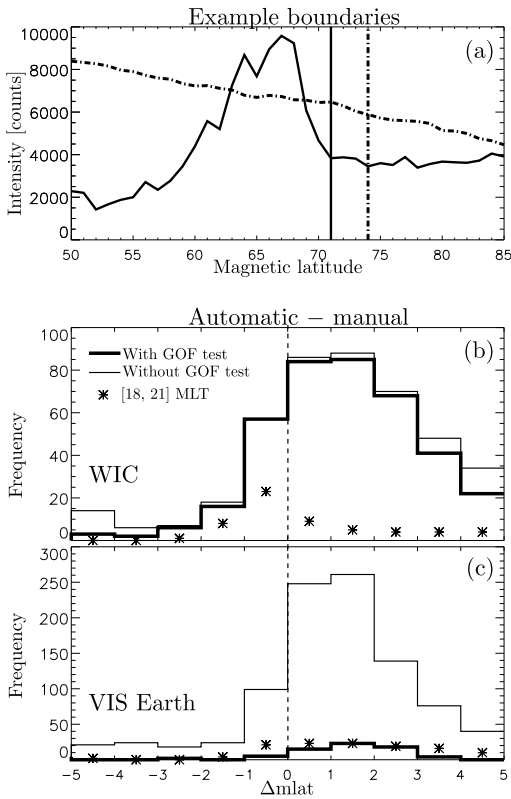 Example boundaries
(a)
Intensity [counts]
10000
8000
6000
4000
2000
0
50 55 60 65 70 75 80 85
Magnetic latitude
Automatic − manual
(b)
With GOF test
Without GOF test
[18, 21] MLT
WIC
Frequency
100
80
60
40
20
0
(c)
VIS Earth
Frequency
300
250
200
150
100
50
0
−5 −4 −3 −2 −1 0 1 2 3 4 5
Δmlat